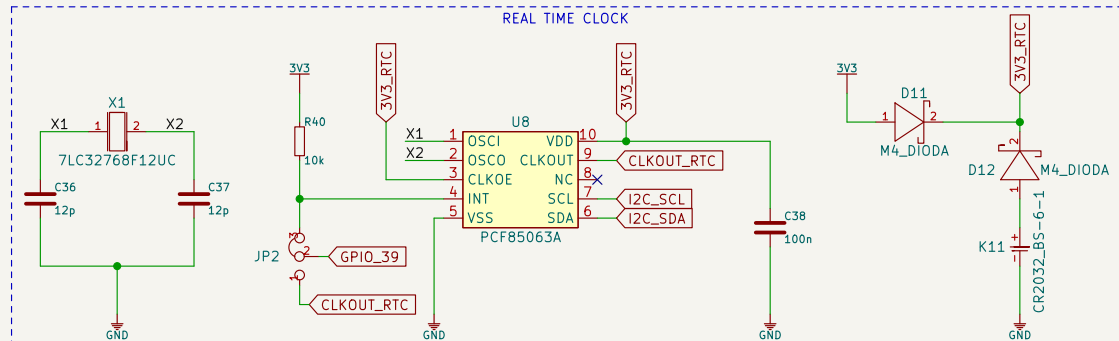 REAL TIME CLOCK
X1
X1
1
2
X2
7LC32768F12UC
C36
12p
C37
12p
GND
3V3
R40
10k
3V3_RTC
JP2
3
2
1
GPIO_39
CLKOUT_RTC
U8
X1
1
OSCI
X2
2
OSCO
3
CLKOE
4
INT
5
VSS
VDD
10
CLKOUT
9
NC
8
SCL
7
SDA
6
PCF85063A
GND
3V3_RTC
CLKOUT_RTC
I2C_SCL
I2C_SDA
C38
100n
GND
3V3
D11
1
2
M4_DIODA
3V3_RTC
2
D12
M4_DIODA
1
K11
+
-
CR2032_BS-6-1
GND